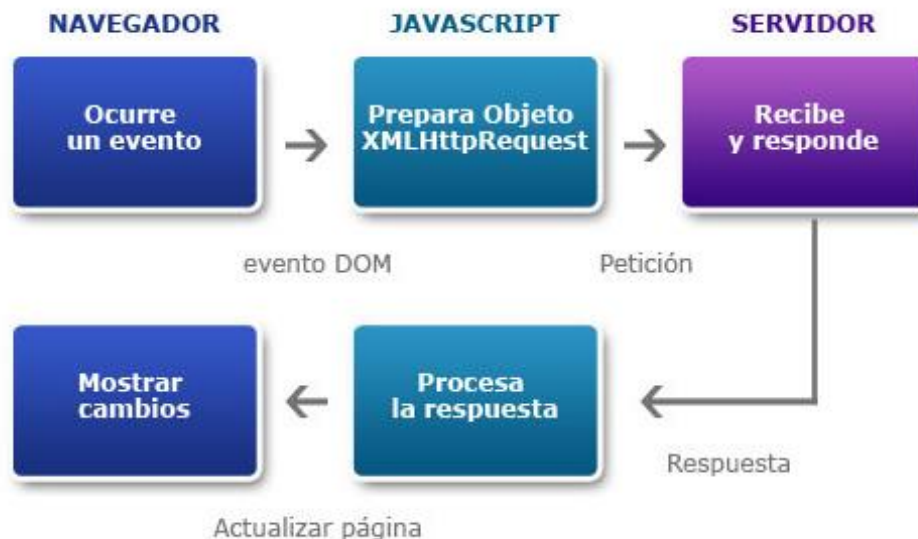 NAVEGADOR
JAVASCRIPT
SERVIDOR
Ocurre
un evento
Prepara Objeto
XMLHttpRequest
Recibe
y responde
evento DOM
Petición
Mostrar
cambios
Procesa
la respuesta
Respuesta
Actualizar página